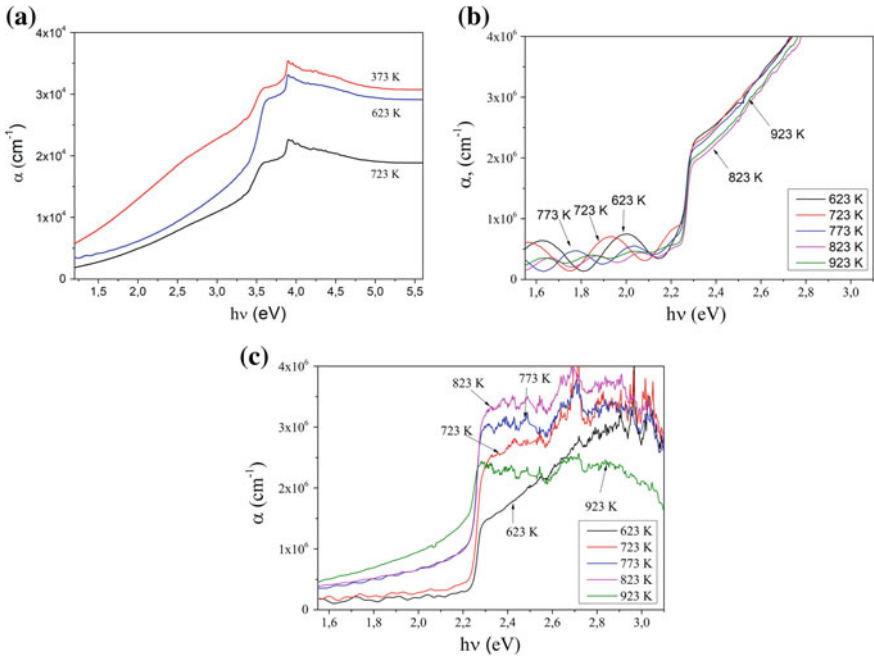 (a)
4x10⁴
3x10⁴
2x10⁴
1x10⁴
0
α (cm⁻¹)
373 K
623 K
723 K
1,5 2,0 2,5 3,0 3,5 4,0 4,5 5,0 5,5
hν (eV)
(b)
4x10⁶
3x10⁶
2x10⁶
1x10⁶
0
α, (cm⁻¹)
773 K
723 K
623 K
923 K
823 K
623 K
723 K
773 K
823 K
923 K
1,6 1,8 2,0 2,2 2,4 2,6 2,8 3,0
hν (eV)
(c)
4x10⁶
3x10⁶
2x10⁶
1x10⁶
0
α (cm⁻¹)
823 K
773 K
723 K
623 K
923 K
623 K
723 K
773 K
823 K
923 K
1,6 1,8 2,0 2,2 2,4 2,6 2,8 3,0
hν (eV)